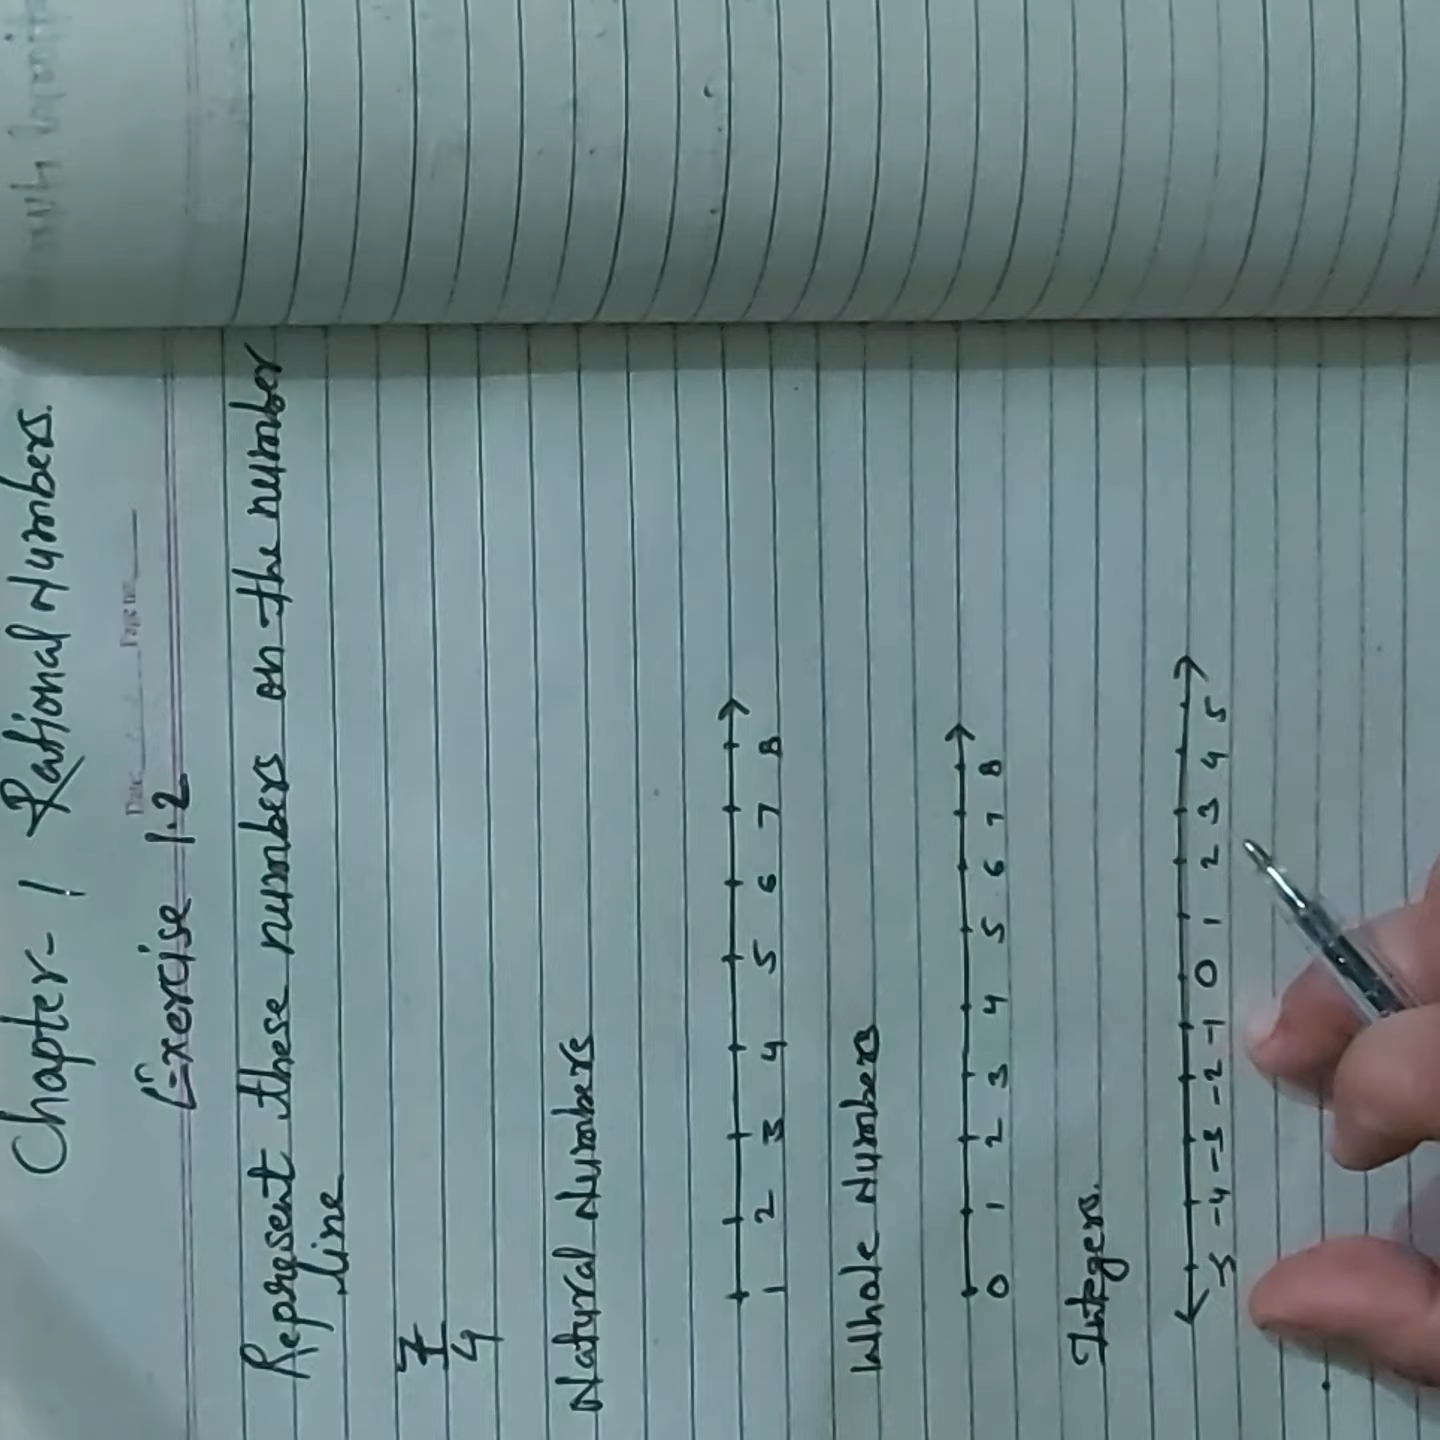 Chapter- 1 Rational Numbers.
Date Page
Exercise 1.2
Represent these numbers on the number
line
7
4
Natural Numbers
1 2 3 4 5 6 7 8
Whole Numbers
0 1 2 3 4 5 6 7 8
Integers.
-5 -4 -3 -2 -1 0 1 2 3 4 5